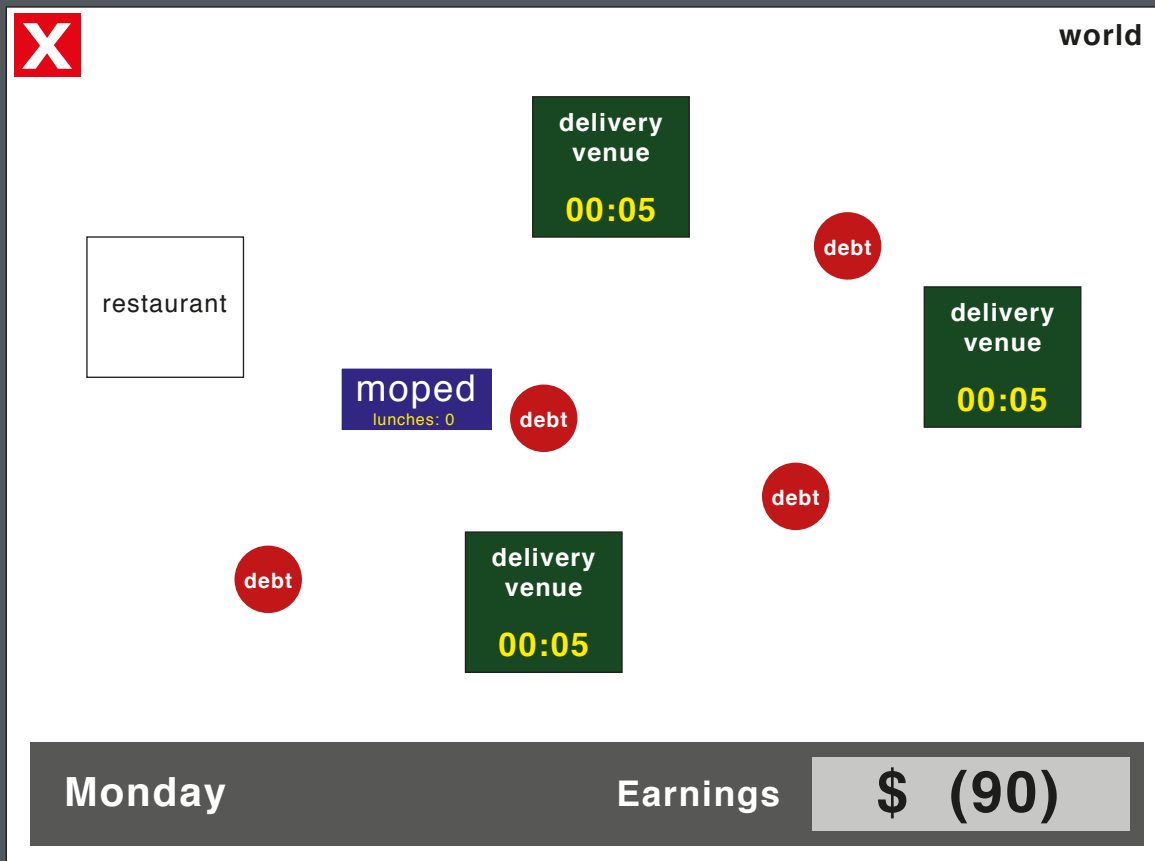 X
world
delivery
venue
00:05
debt
restaurant
delivery
venue
00:05
moped
lunches: 0
debt
debt
delivery
venue
00:05
debt
Monday
Earnings
$ (90)